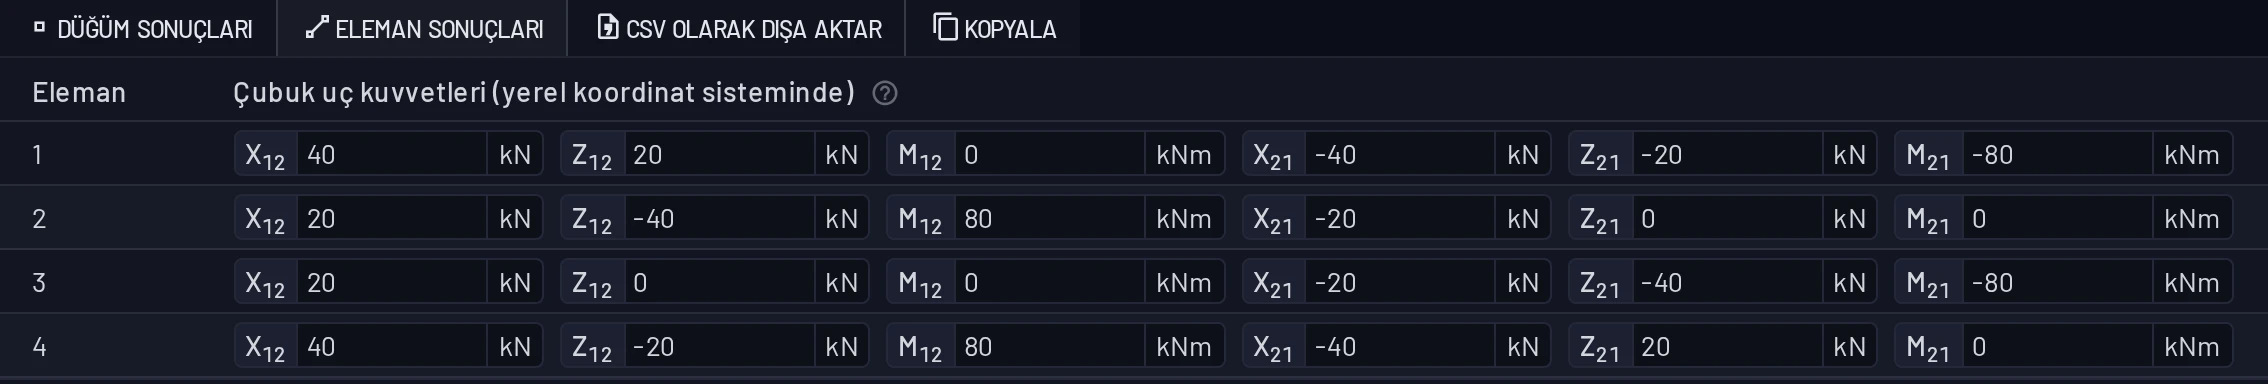 DÜĞÜM SONUÇLARI ELEMAN SONUÇLARI CSV OLARAK DIŞA AKTAR KOPYALA
Eleman Çubuk uç kuvvetleri (yerel koordinat sisteminde) ?
1 X12 40 kN Z12 20 kN M12 0 kNm X21 -40 kN Z21 -20 kN M21 -80 kNm
2 X12 20 kN Z12 -40 kN M12 80 kNm X21 -20 kN Z21 0 kN M21 0 kNm
3 X12 20 kN Z12 0 kN M12 0 kNm X21 -20 kN Z21 -40 kN M21 -80 kNm
4 X12 40 kN Z12 -20 kN M12 80 kNm X21 -40 kN Z21 20 kN M21 0 kNm